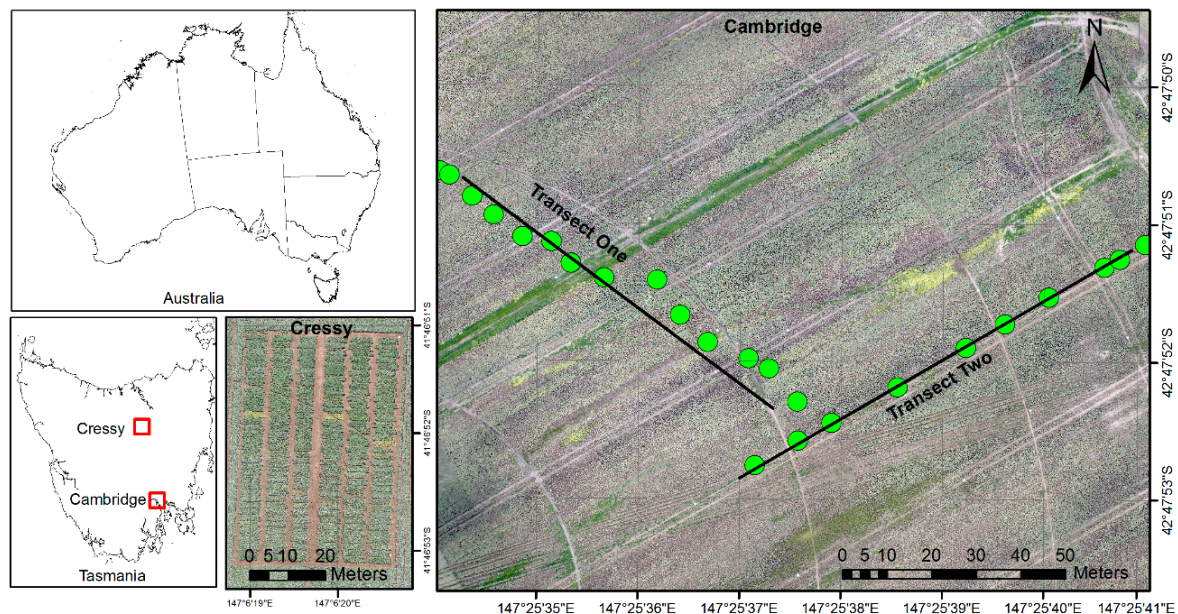 Australia
Cressy
Cambridge
Tasmania
Cressy
41°46'51"S
41°46'52"S
41°46'53"S
0 5 10 20
Meters
147°6'19"E
147°6'20"E
Cambridge
N
Transect One
Transect Two
42°47'50"S
42°47'51"S
42°47'52"S
42°47'53"S
0 10 20 30 40 50
Meters
147°25'35"E 147°25'36"E 147°25'37"E 147°25'38"E 147°25'39"E 147°25'40"E 147°25'41"E